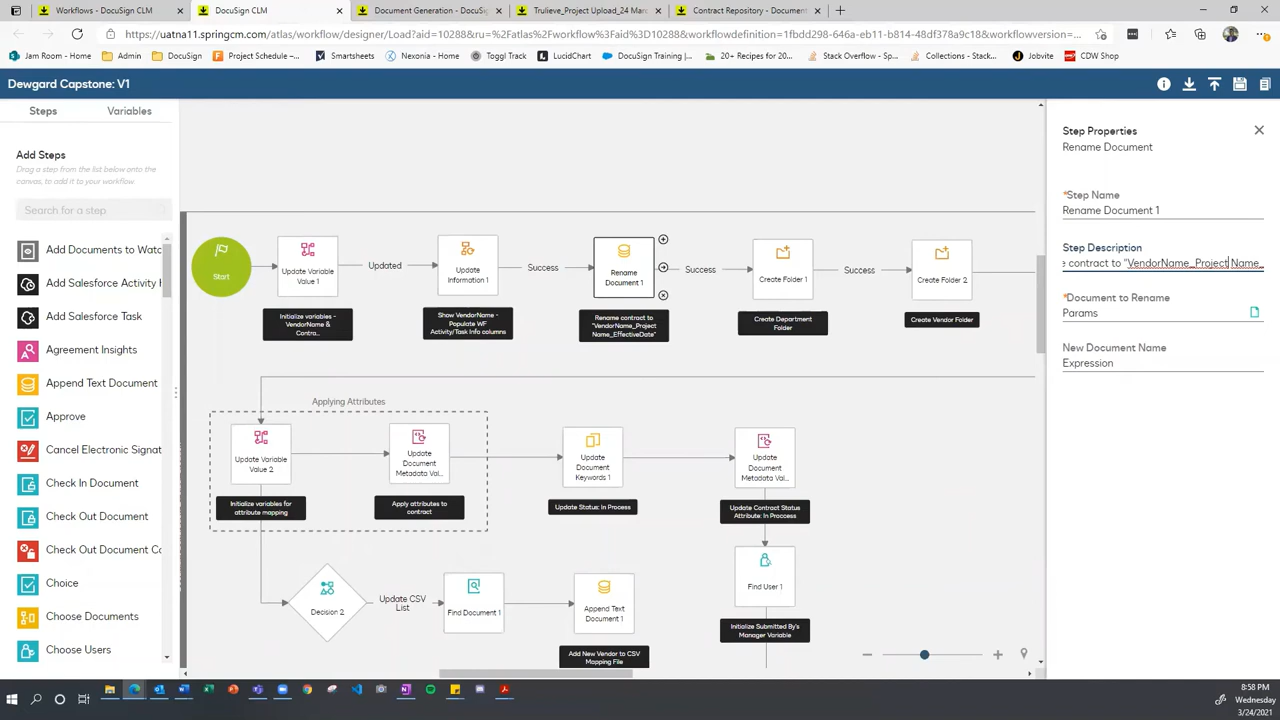 Workflows - DocuSign CLM
DocuSign CLM
Document Generation - DocuSig
Trulieve_Project Upload_24 Marc
Contract Repository - Document
https://uatna11.springcm.com/atlas/workflow/designer/Load?aid=10288&ru=%2Fatlas%2Fworkflow%3Faid%3D10288&workflowdefinition=1fbdd298-646a-eb11-b814-48df378a9c18&workflowversion=...
Jam Room - Home
Admin
DocuSign
Project Schedule -...
Smartsheets
Nexonia - Home
Toggl Track
LucidChart
DocuSign Training |...
20+ Recipes for 20...
Stack Overflow - Sp...
Collections - Stack...
Jobvite
CDW Shop
Dewgard Capstone: V1
Steps
Variables
Add Steps
Drag a step from the list below onto the
canvas, to add it to your workflow.
Search for a step
Add Documents to Watc
Add Salesforce Activity H
Add Salesforce Task
Agreement Insights
Append Text Document
Approve
Cancel Electronic Signat
Check In Document
Check Out Document
Check Out Document Co
Choice
Choose Documents
Choose Users
Start
Update Variable
Value 1
Initialize variables -
VendorName &
Contra...
Updated
Update
Information 1
Show VendorName -
Populate WF
Activity/Task Info columns
Success
Rename
Document 1
Rename contract to
"VendorName_Project
Name_EffectiveDate"
Success
Create Folder 1
Create Department
Folder
Success
Create Folder 2
Create Vendor Folder
Applying Attributes
Update Variable
Value 2
Initialize variables for
attribute mapping
Update
Document
Metadata Val...
Apply attributes to
contract
Update
Document
Keywords 1
Update Status: In Process
Update
Document
Metadata Val...
Update Contract Status
Attribute: In Proccess
Decision 2
Update CSV
List
Find Document 1
Append Text
Document 1
Add New Vendor to CSV
Mapping File
Find User 1
Initialize Submitted By's
Manager Variable
Step Properties
Rename Document
*Step Name
Rename Document 1
Step Description
e contract to "VendorName_Project Name_
*Document to Rename
Params
New Document Name
Expression
8:58 PM
Wednesday
3/24/2021